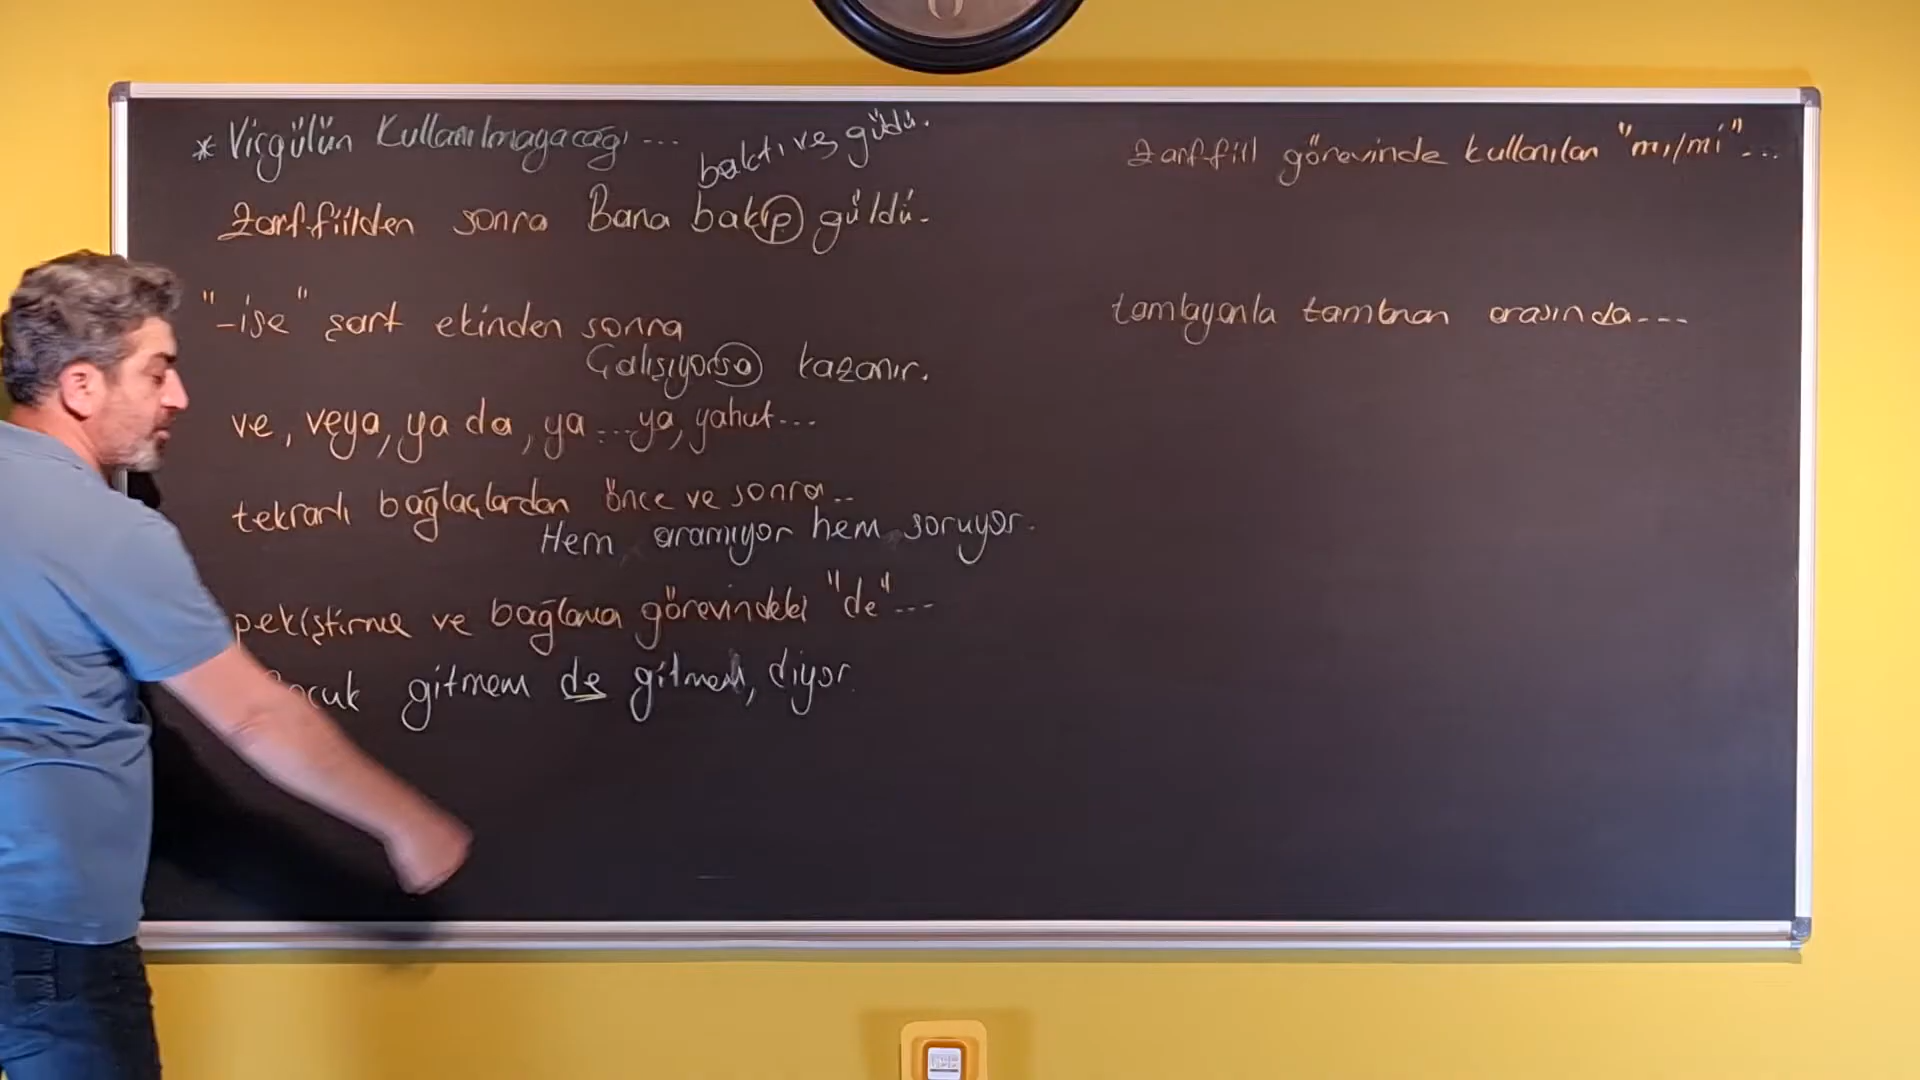 * Virgülün Kullanılmayacağı ...
baktı ve güldü.
Zarf-fiilden sonra Bana bakıp güldü.
"-ise" şart ekinden sonra
Çalışıyorsa kazanır.
ve, veya, ya da, ya ... ya, yahut...
tekrarlı bağlaçlardan önce ve sonra..
Hem aramıyor hem soruyor.
pekiştirme ve bağlama görevindeki "de"...
gitmem de gitmem, diyor.
Zarf-fiil görevinde kullanılan "mı/mi"...
tamlayanla tamlanan arasında...